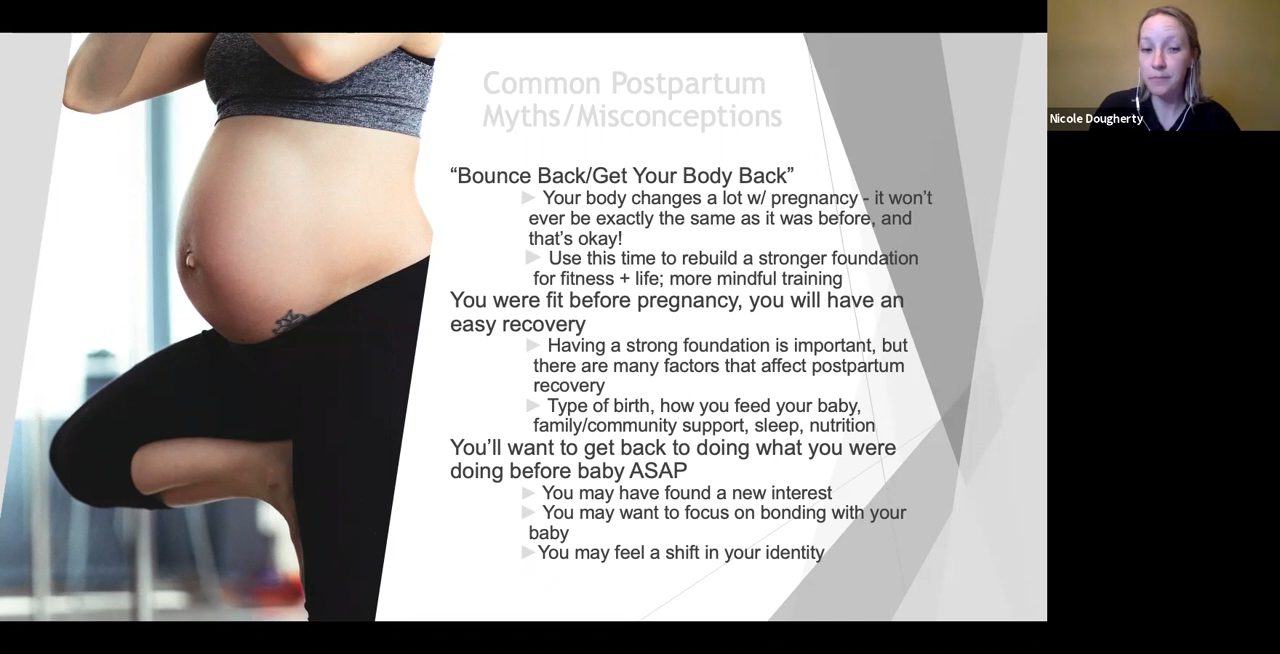 Common Postpartum
Myths/Misconceptions
“Bounce Back/Get Your Body Back”
Your body changes a lot w/ pregnancy - it won’t
ever be exactly the same as it was before, and
that’s okay!
Use this time to rebuild a stronger foundation
for fitness + life; more mindful training
You were fit before pregnancy, you will have an
easy recovery
Having a strong foundation is important, but
there are many factors that affect postpartum
recovery
Type of birth, how you feed your baby,
family/community support, sleep, nutrition
You’ll want to get back to doing what you were
doing before baby ASAP
You may have found a new interest
You may want to focus on bonding with your
baby
You may feel a shift in your identity
Nicole Dougherty